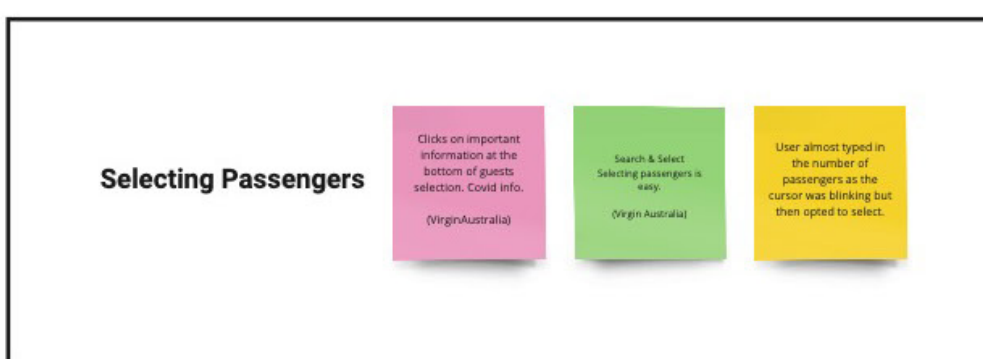 Selecting Passengers
Clicks on important
information at the
bottom of guests
selection. Covid info.
(VirginAustralia)
Search & Select
Selecting passengers is
easy.
(Virgin Australia)
User almost typed in
the number of
passengers as the
cursor was blinking but
then opted to select.